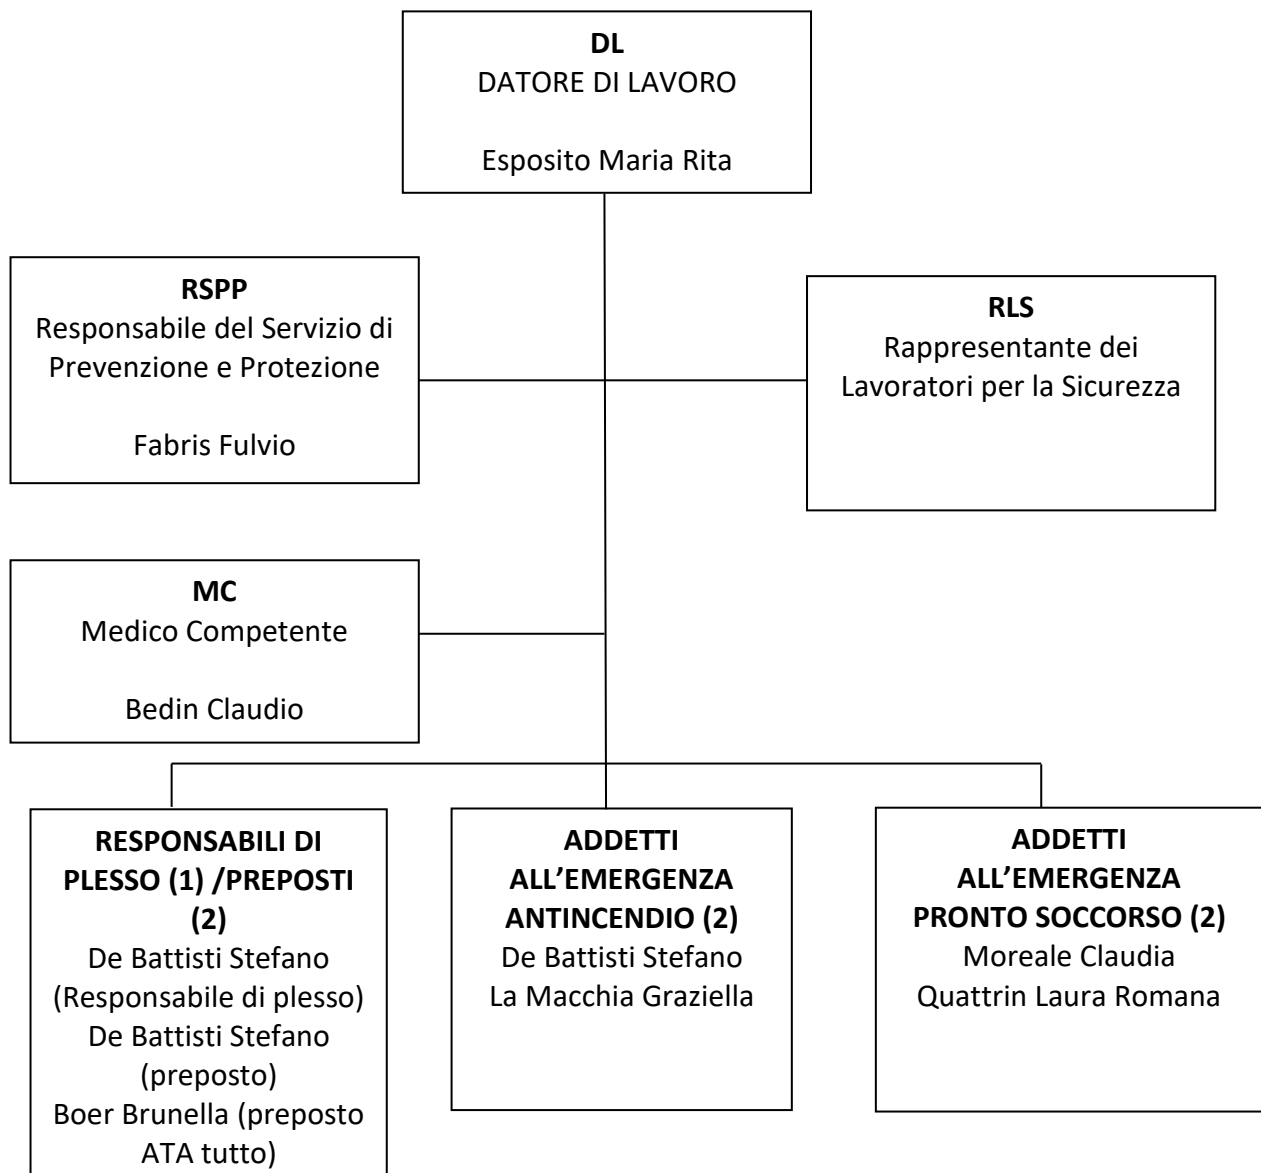 DL
DATORE DI LAVORO
Esposito Maria Rita
RSPP
Responsabile del Servizio di
Prevenzione e Protezione
Fabris Fulvio
RLS
Rappresentante dei
Lavoratori per la Sicurezza
MC
Medico Competente
Bedin Claudio
RESPONSABILI DI
PLESSO (1) /PREPOSTI
(2)
De Battisti Stefano
(Responsabile di plesso)
De Battisti Stefano
(preposto)
Boer Brunella (preposto
ATA tutto)
ADDETTI
ALL’EMERGENZA
ANTINCENDIO (2)
De Battisti Stefano
La Macchia Graziella
ADDETTI
ALL’EMERGENZA
PRONTO SOCCORSO (2)
Moreale Claudia
Quattrin Laura Romana